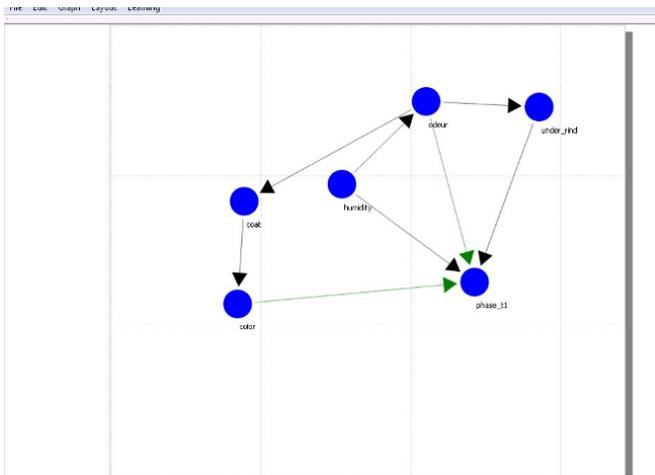 File Edit Graph Layout Learning
odeur
under_rind
humidity
coat
phase_t1
color